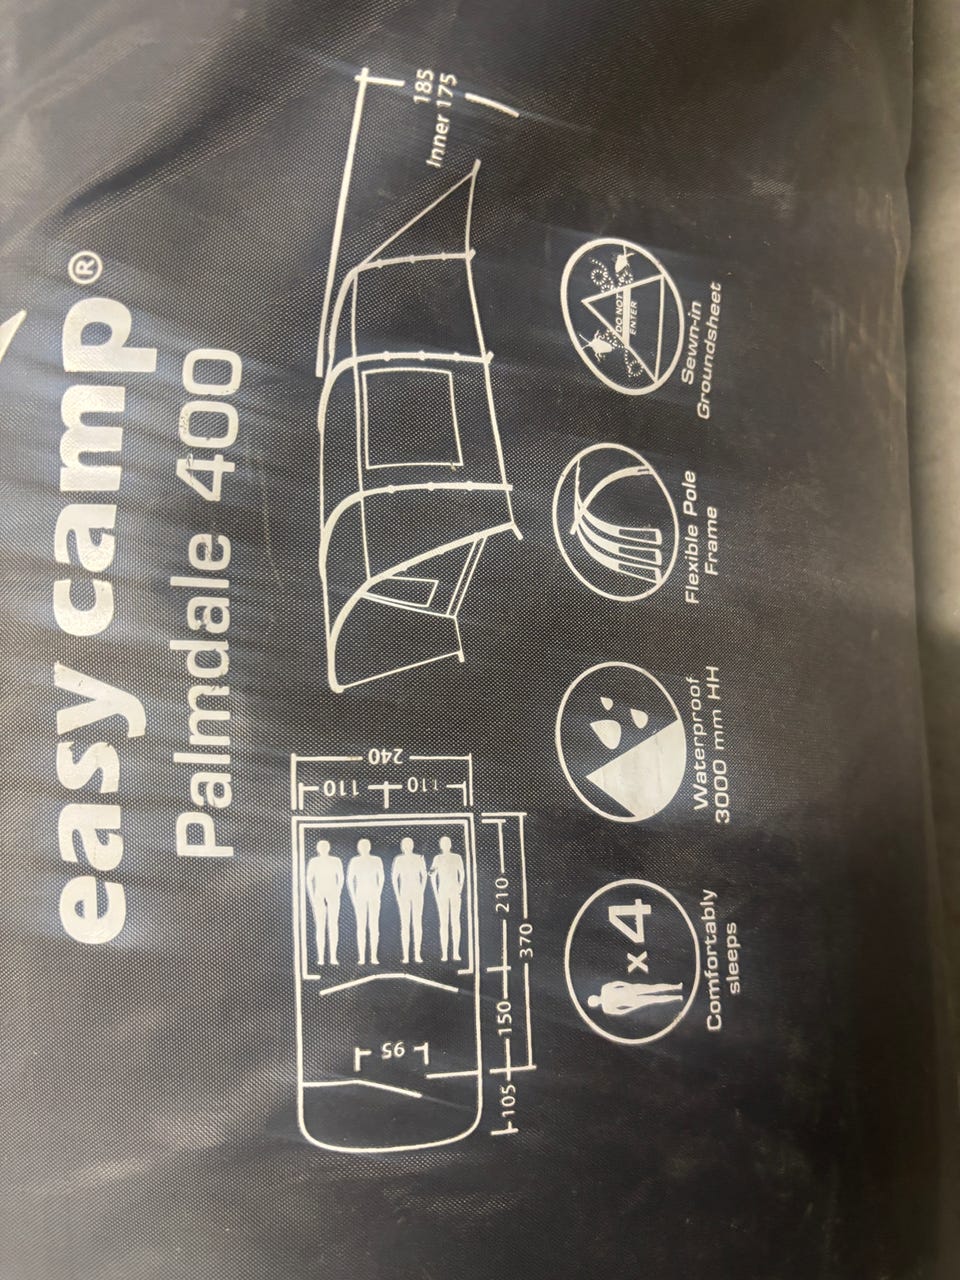 easy camp®
Palmdale 400
185
Inner 175
240
110
110
210
370
150
95
105
x4
Comfortably
sleeps
Waterproof
3000 mm HH
Flexible Pole
Frame
DO NOT
ENTER
Sewn-in
Groundsheet